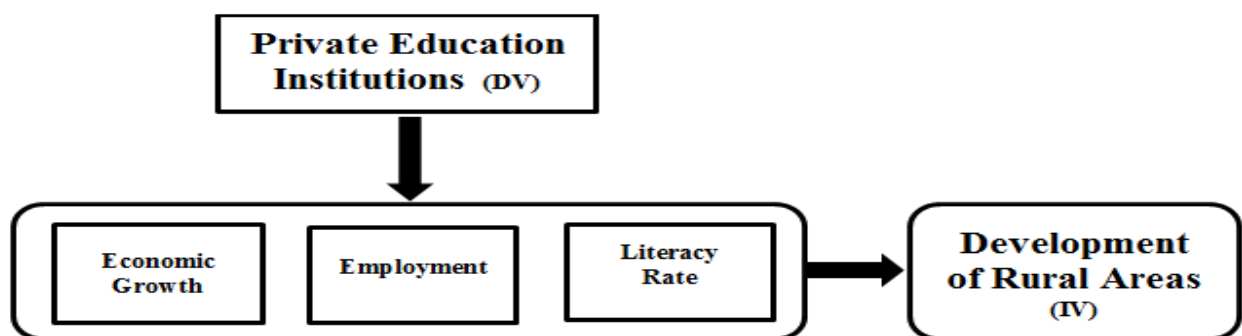 Private Education
Institutions (DV)
Economic
Growth
Employment
Literacy
Rate
Development
of Rural Areas
(IV)